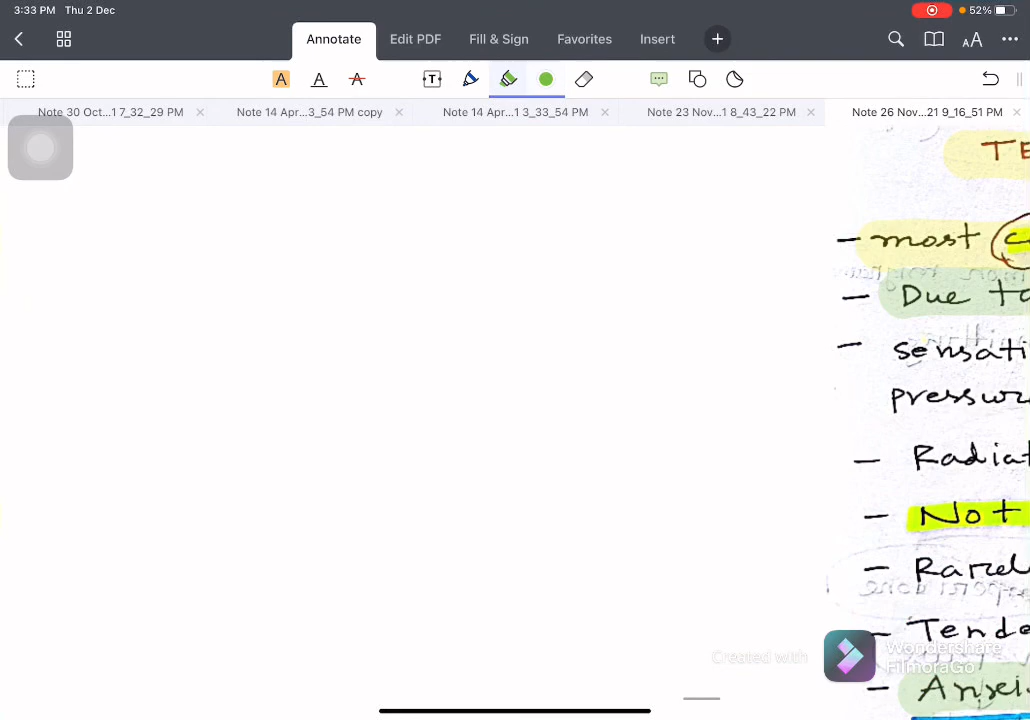 3:33 PM Thu 2 Dec 52%
Annotate Edit PDF Fill & Sign Favorites Insert
Note 30 Oct...1 7_32_29 PM Note 14 Apr...3_54 PM copy Note 14 Apr...1 3_33_54 PM Note 23 Nov...1 8_43_22 PM Note 26 Nov...21 9_16_51 PM
TE
- most
- Due to
- sensati
pressur
- Radiat
- Not
- Rarel
- Tende
- Anxi
Created with Wondershare
FilmoraGo